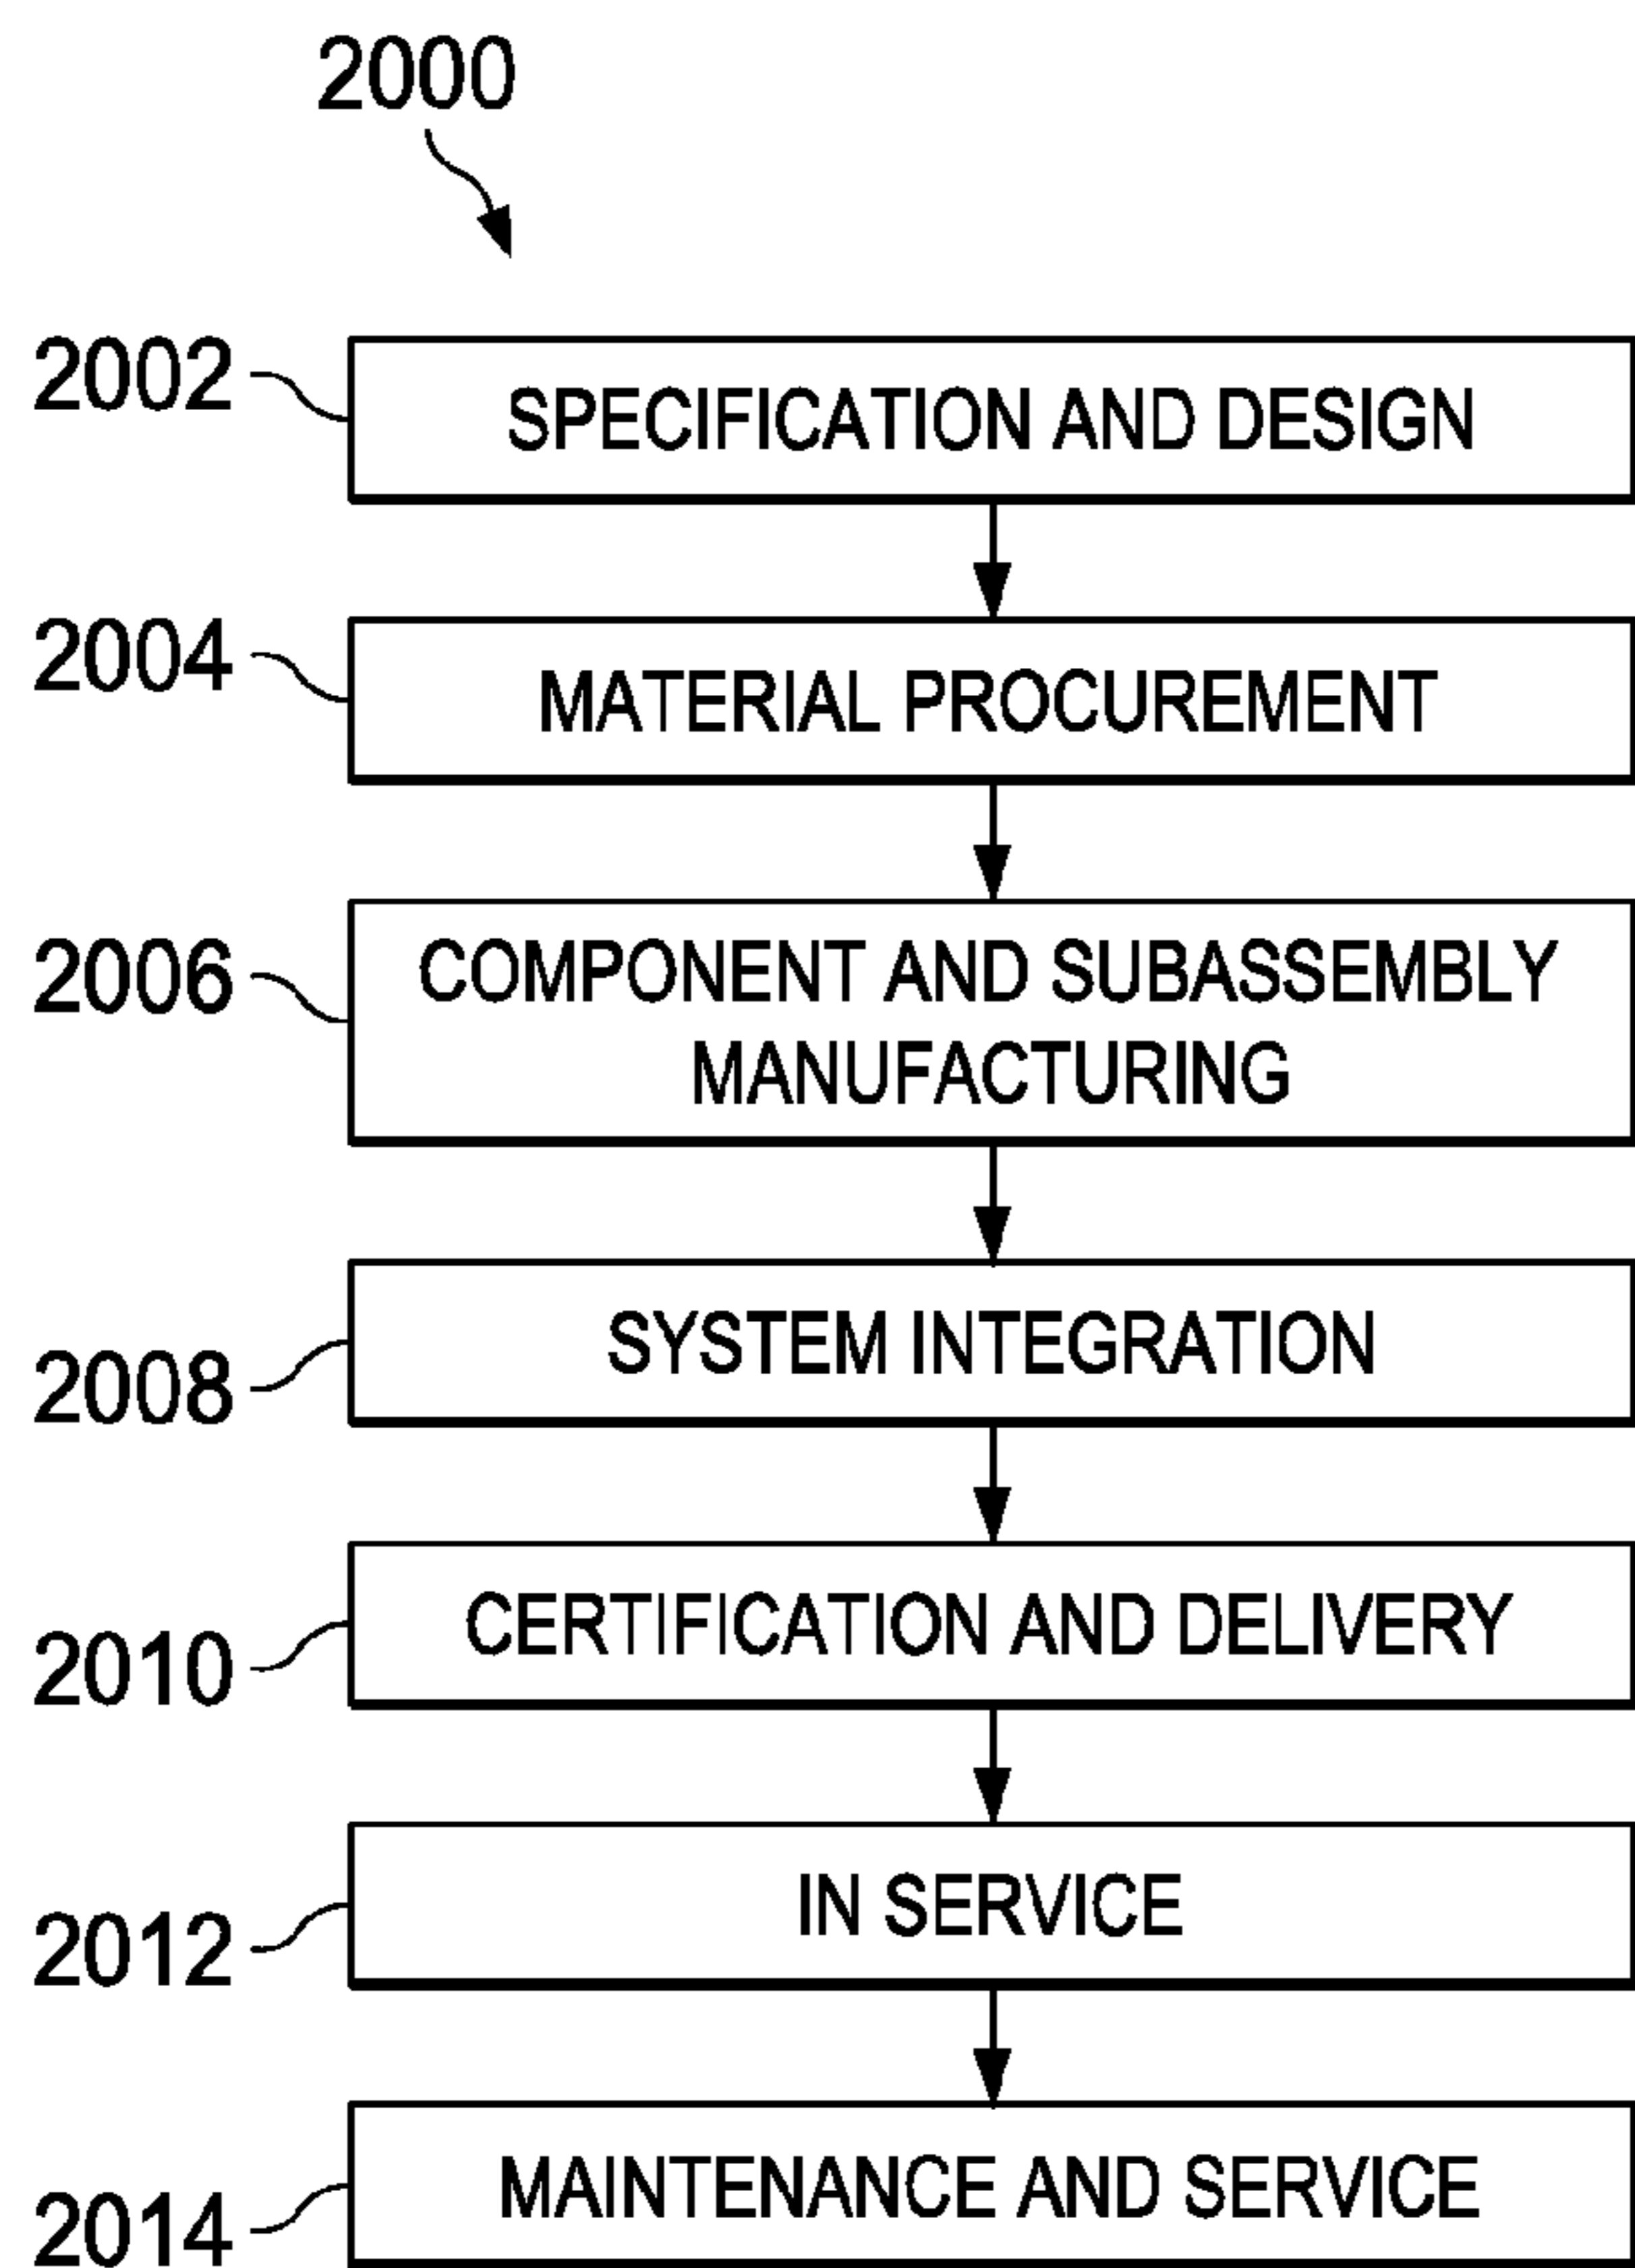 2000
2002
SPECIFICATION AND DESIGN
2004
MATERIAL PROCUREMENT
2006
COMPONENT AND SUBASSEMBLY
MANUFACTURING
2008
SYSTEM INTEGRATION
2010
CERTIFICATION AND DELIVERY
2012
IN SERVICE
2014
MAINTENANCE AND SERVICE